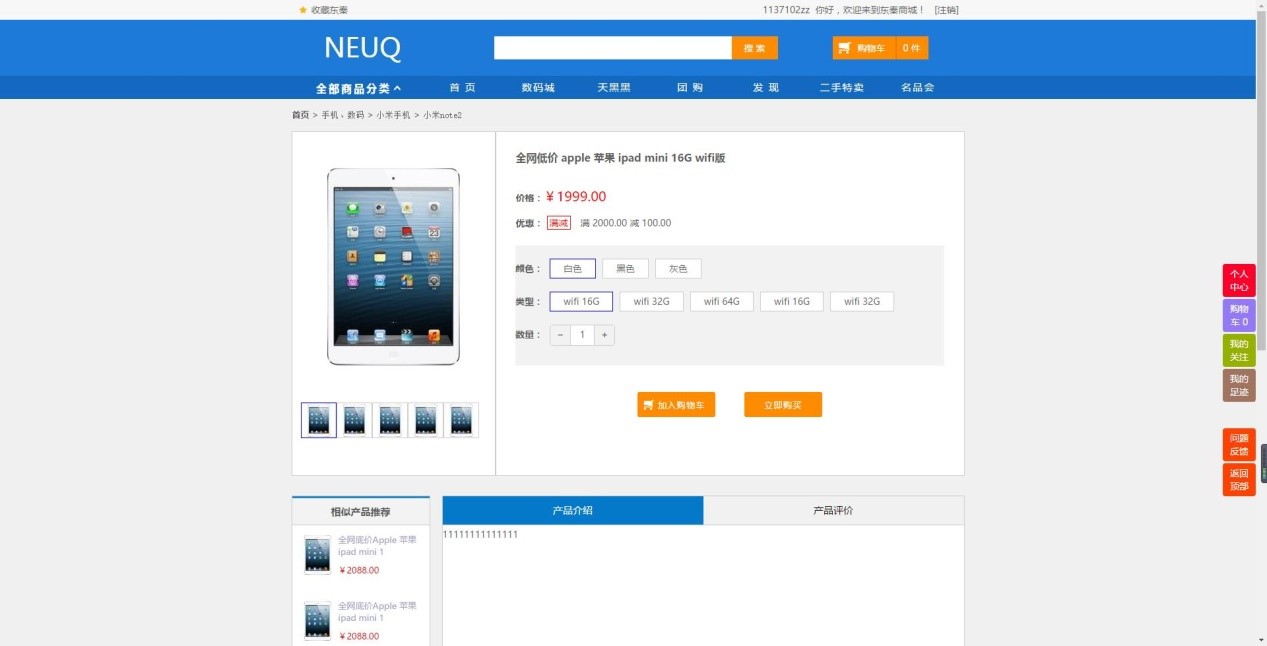 收藏东秦
1137102zz 你好，欢迎来到东秦商城！ [注销]
NEUQ
搜 索
购物车 0 件
全部商品分类 首 页 数码城 天黑黑 团 购 发 现 二手特卖 名品会
首页 > 手机、数码 > 小米手机 > 小米note2
全网低价 apple 苹果 ipad mini 16G wifi版
价格： ¥ 1999.00
优惠： 满减 满 2000.00 减 100.00
颜色： 白色 黑色 灰色
类型： wifi 16G wifi 32G wifi 64G wifi 16G wifi 32G
数量： − 1 +
加入购物车 立即购买
个人
中心
购物
车 0
我的
关注
我的
足迹
问题
反馈
返回
顶部
相似产品推荐
全网底价Apple 苹果
ipad mini 1
¥ 2088.00
全网底价Apple 苹果
ipad mini 1
¥ 2088.00
产品介绍 产品评价
11111111111111